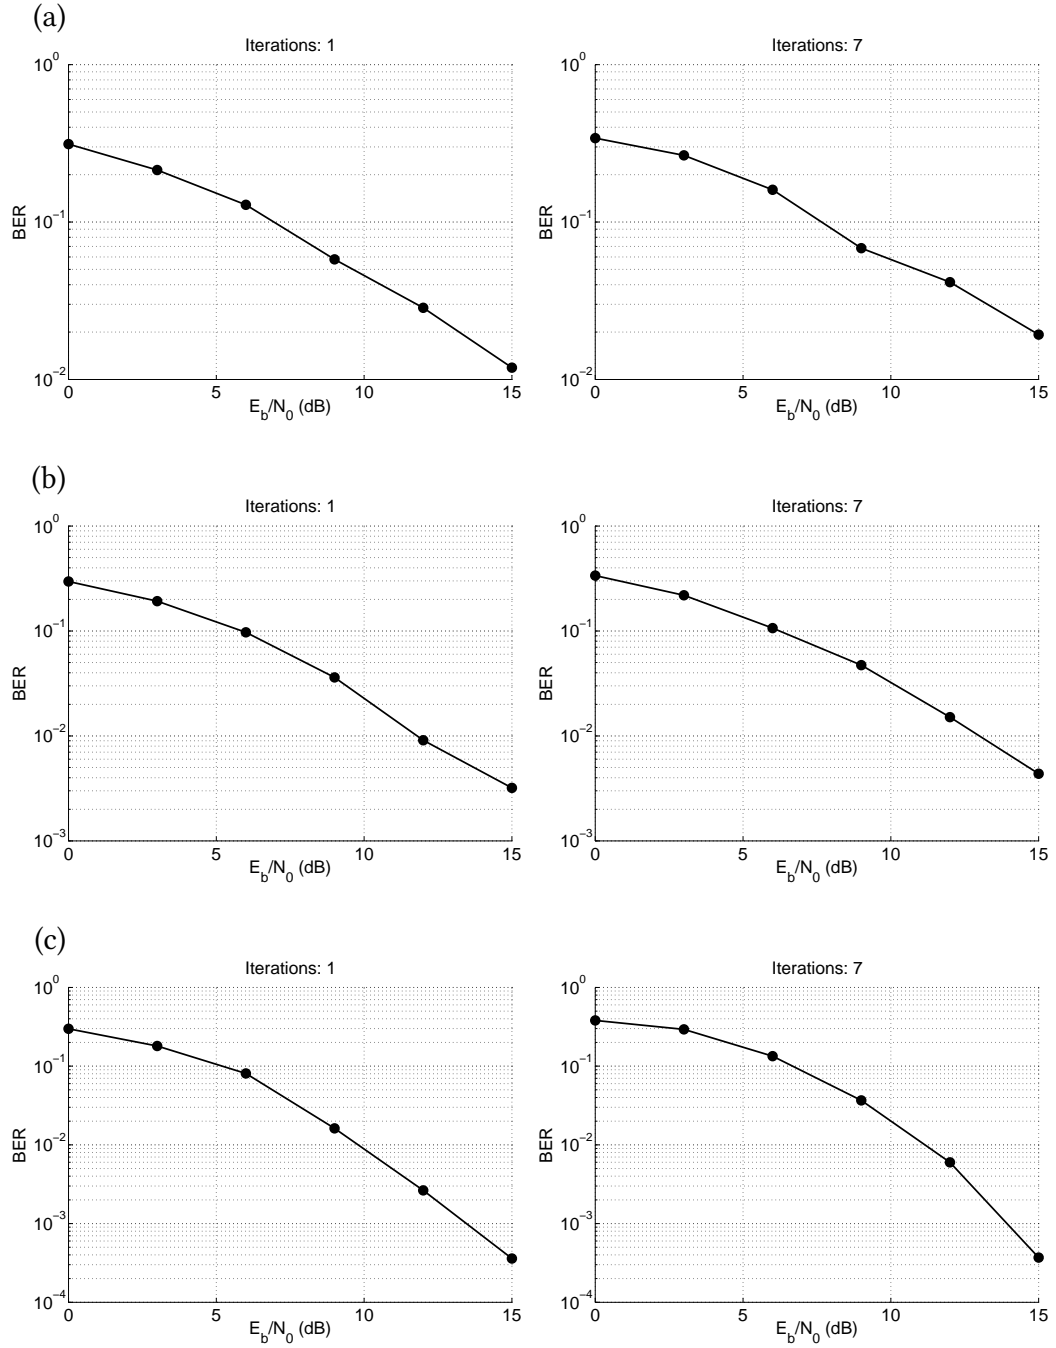 (a)
Iterations: 1
10^0
10^−1
10^−2
BER
0 5 10 15
E_b/N_0 (dB)
Iterations: 7
10^0
10^−1
10^−2
BER
0 5 10 15
E_b/N_0 (dB)
(b)
Iterations: 1
10^0
10^−1
10^−2
10^−3
BER
0 5 10 15
E_b/N_0 (dB)
Iterations: 7
10^0
10^−1
10^−2
10^−3
BER
0 5 10 15
E_b/N_0 (dB)
(c)
Iterations: 1
10^0
10^−1
10^−2
10^−3
10^−4
BER
0 5 10 15
E_b/N_0 (dB)
Iterations: 7
10^0
10^−1
10^−2
10^−3
10^−4
BER
0 5 10 15
E_b/N_0 (dB)